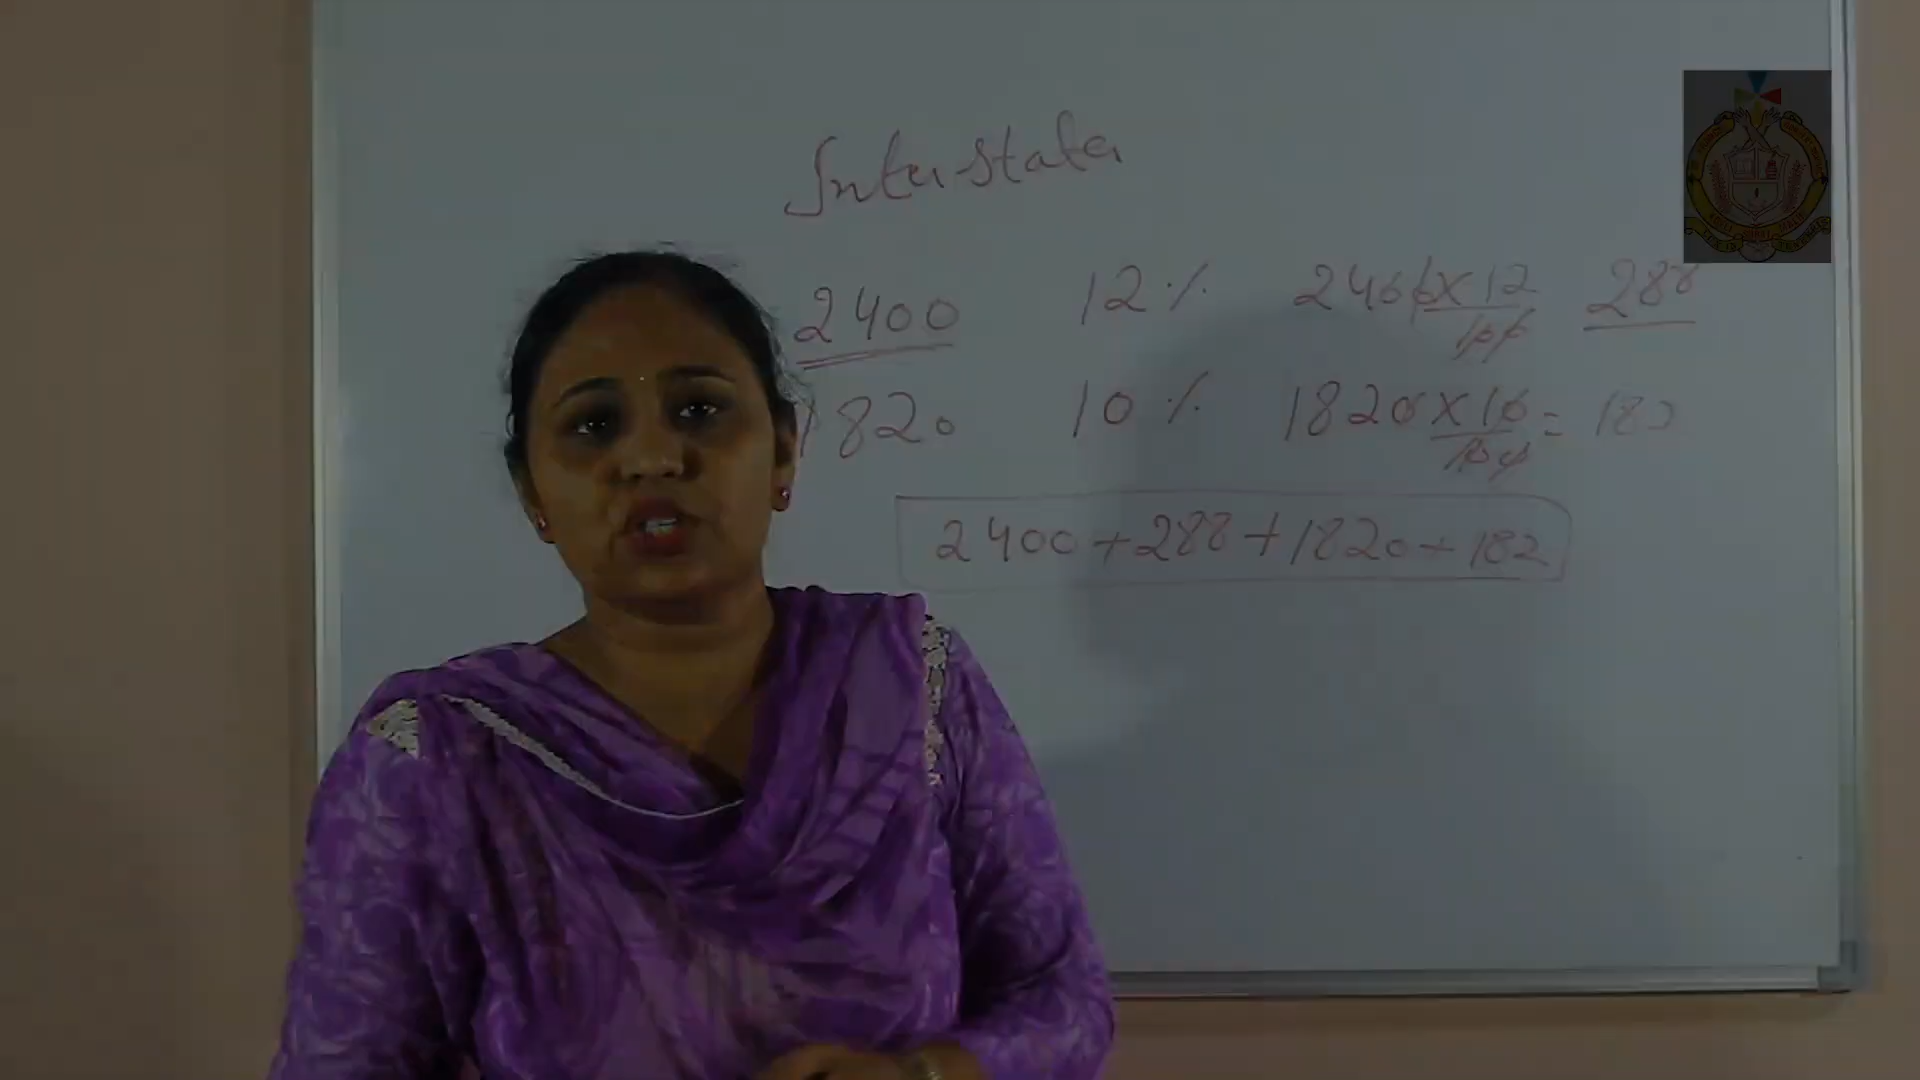 Inter-state
2400 12% 2400 × 12 / 100 288
1820 10% 1820 × 10 / 100 = 182
2400 + 288 + 1820 - 182